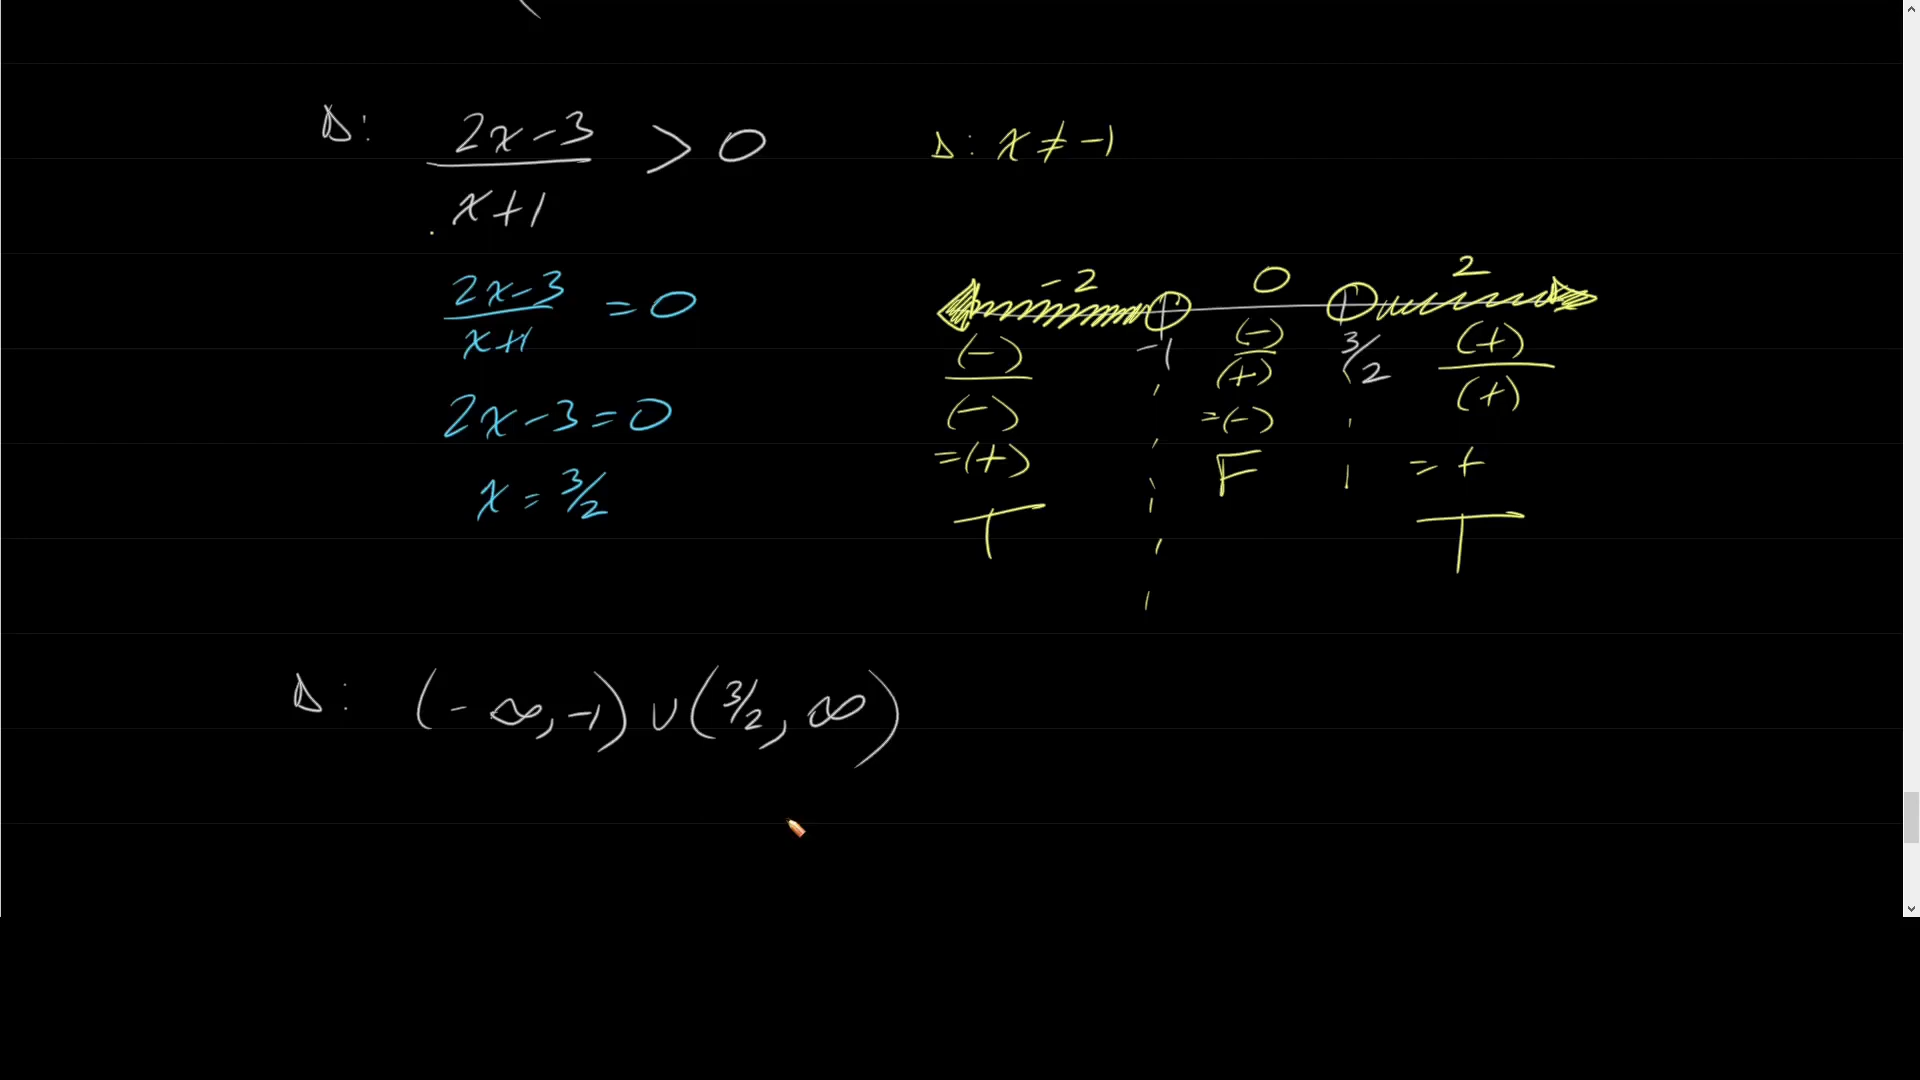 D: 2x-3 > 0
x+1
D: x ≠ -1
2x-3 = 0
x+1
2x-3=0
x = 3/2
-2 0 2
-1 3/2
(-) (-) (+)
(-) (+) (+)
=(+) =(-) = +
T F T
D: (-∞,-1) ∪ (3/2, ∞)